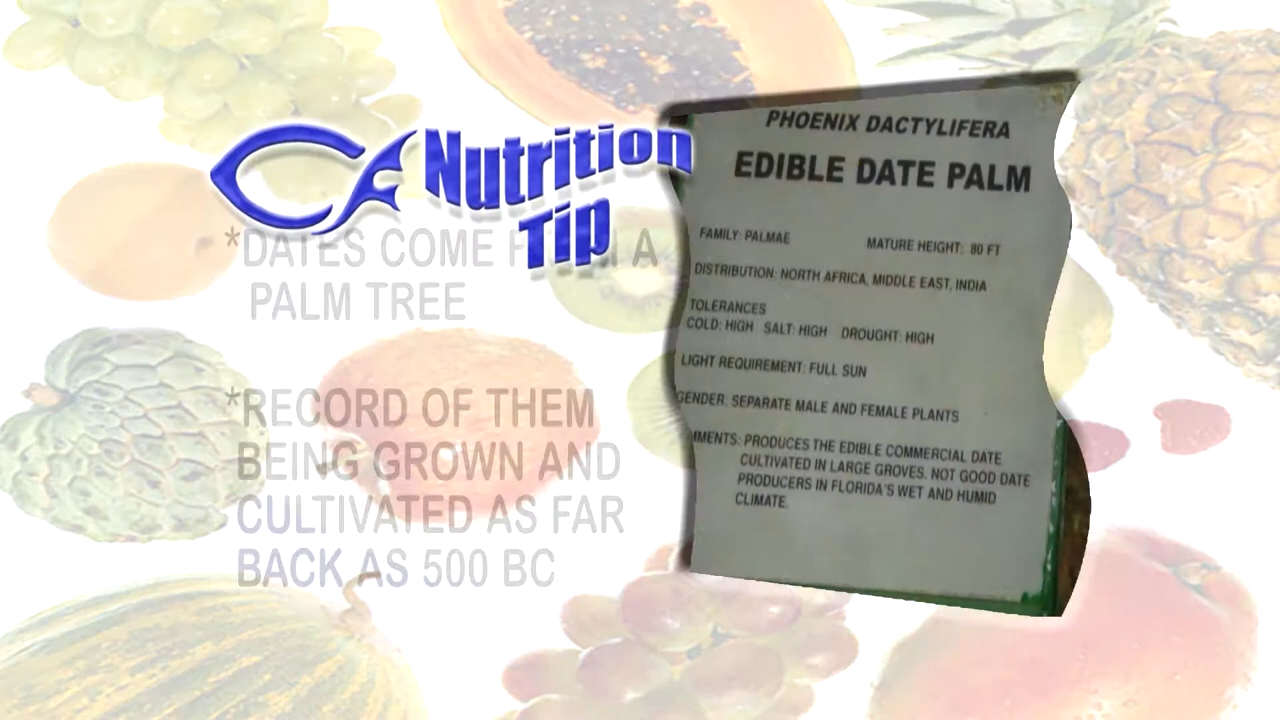 Nutrition
Tip
*DATES COME A
PALM TREE
*RECORD OF THEM
BEING GROWN AND
CULTIVATED AS FAR
BACK AS 500 BC
PHOENIX DACTYLIFERA
EDIBLE DATE PALM
FAMILY: PALMAE MATURE HEIGHT: 80 FT
DISTRIBUTION: NORTH AFRICA, MIDDLE EAST, INDIA
TOLERANCES
COLD: HIGH SALT: HIGH DROUGHT: HIGH
LIGHT REQUIREMENT: FULL SUN
GENDER: SEPARATE MALE AND FEMALE PLANTS
MMENTS: PRODUCES THE EDIBLE COMMERCIAL DATE
CULTIVATED IN LARGE GROVES. NOT GOOD DATE
PRODUCERS IN FLORIDA'S WET AND HUMID
CLIMATE.